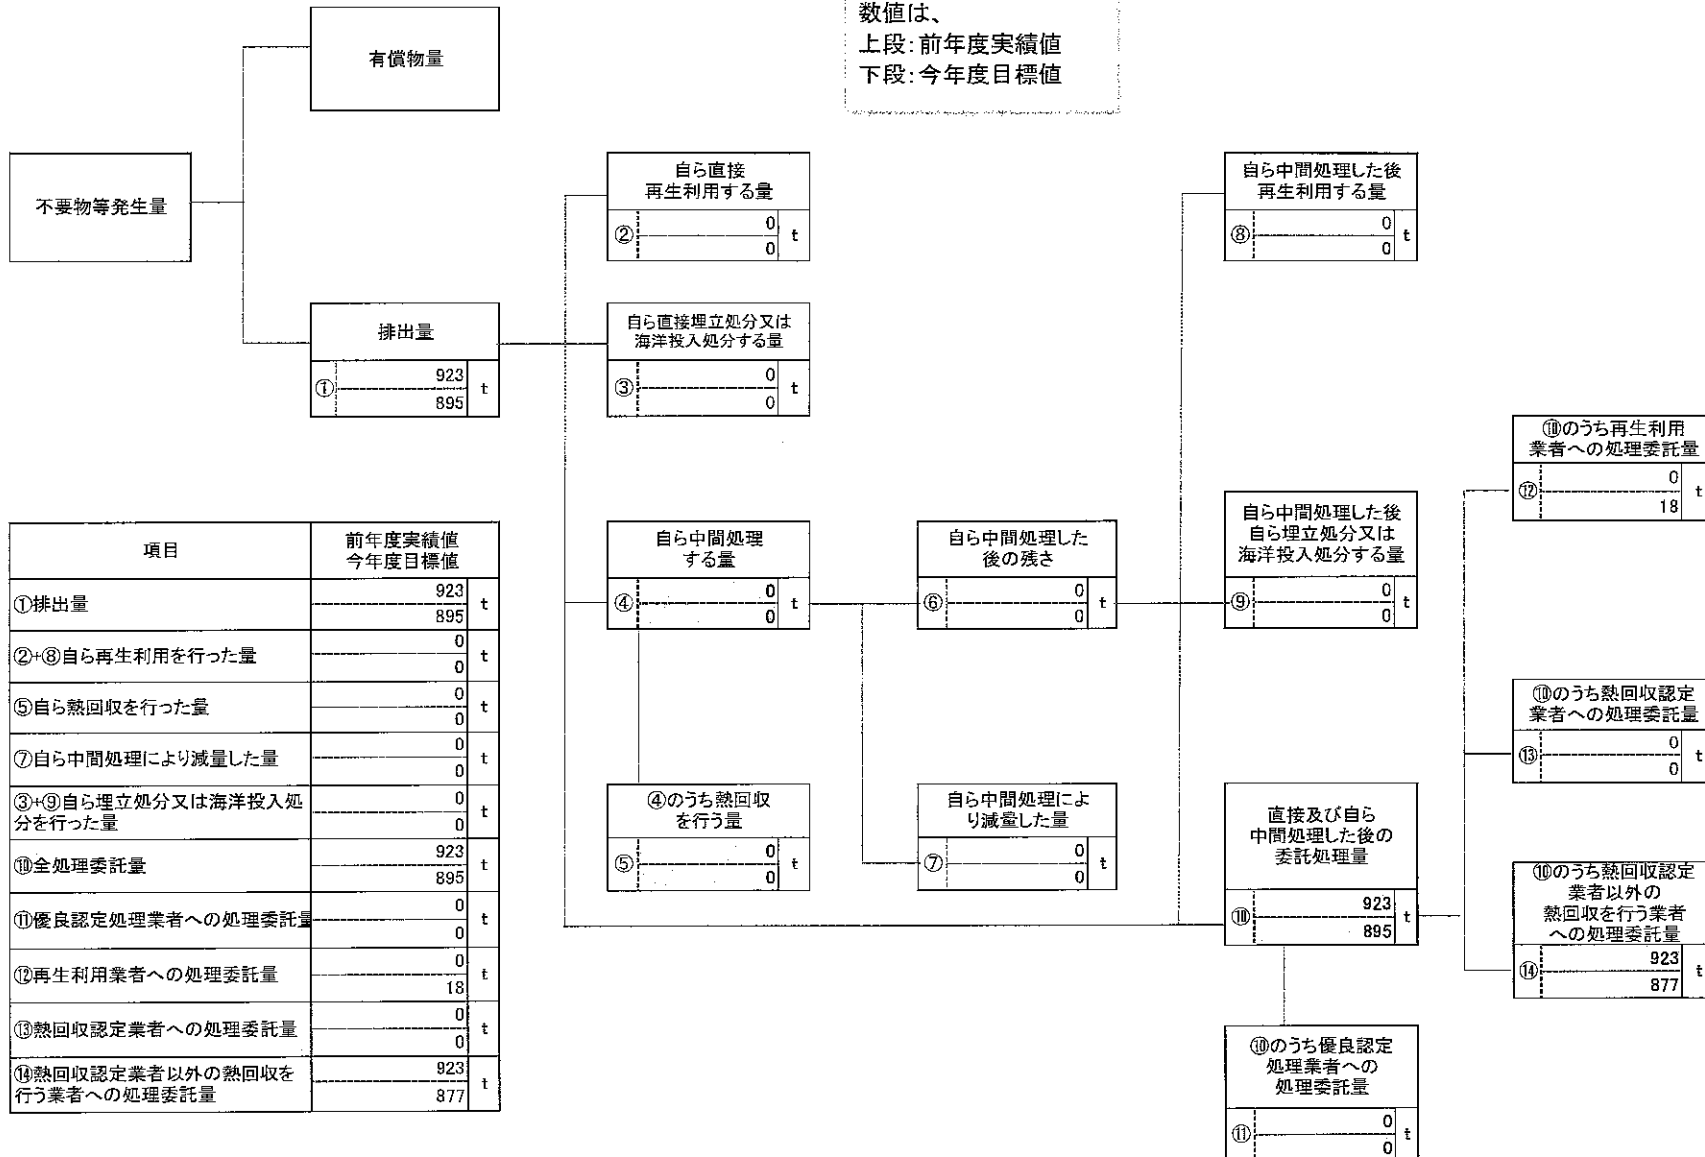 数値は、
上段:前年度実績値
下段:今年度目標値
有償物量
不要物等発生量
排出量
① 923 t
895
自ら直接
再生利用する量
② 0 t
0
自ら直接埋立処分又は
海洋投入処分する量
③ 0 t
0
自ら中間処理
する量
④ 0 t
0
④のうち熱回収
を行う量
⑤ 0 t
0
自ら中間処理した
後の残さ
⑥ 0 t
0
自ら中間処理によ
り減量した量
⑦ 0 t
0
自ら中間処理した後
再生利用する量
⑧ 0 t
0
自ら中間処理した後
自ら埋立処分又は
海洋投入処分する量
⑨ 0 t
0
直接及び自ら
中間処理した後の
委託処理量
⑩ 923 t
895
⑩のうち優良認定
処理業者への
処理委託量
⑪ 0 t
0
⑩のうち再生利用
業者への処理委託量
⑫ 0 t
18
⑩のうち熱回収認定
業者への処理委託量
⑬ 0 t
0
⑩のうち熱回収認定
業者以外の
熱回収を行う業者
への処理委託量
⑭ 923 t
877
項目 前年度実績値
今年度目標値
①排出量 923 t
895
②+⑧自ら再生利用を行った量 0 t
0
⑤自ら熱回収を行った量 0 t
0
⑦自ら中間処理により減量した量 0 t
0
③+⑨自ら埋立処分又は海洋投入処 0 t
分を行った量 0
⑩全処理委託量 923 t
895
⑪優良認定処理業者への処理委託量 0 t
0
⑫再生利用業者への処理委託量 0 t
18
⑬熱回収認定業者への処理委託量 0 t
0
⑭熱回収認定業者以外の熱回収を 923 t
行う業者への処理委託量 877